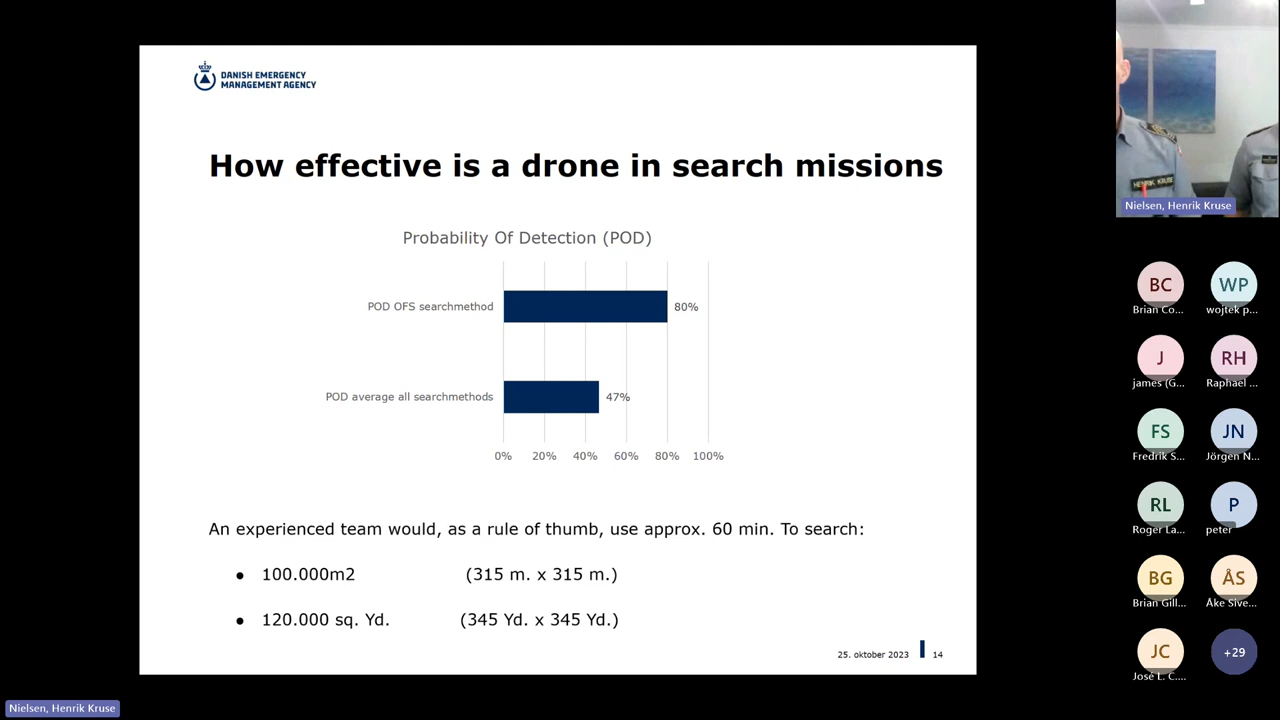 DANISH EMERGENCY
MANAGEMENT AGENCY
How effective is a drone in search missions
Probability Of Detection (POD)
POD OFS searchmethod
80%
POD average all searchmethods
47%
0% 20% 40% 60% 80% 100%
An experienced team would, as a rule of thumb, use approx. 60 min. To search:
• 100.000m2 (315 m. x 315 m.)
• 120.000 sq. Yd. (345 Yd. x 345 Yd.)
25. oktober 2023 14
HENRIK KRUSE
Nielsen, Henrik Kruse
BC WP
Brian Co... wojtek p...
J RH
james (G... Raphael ...
FS JN
Fredrik S... Jörgen N...
RL P
Roger La... peter
BG ÅS
Brian Gill... Åke Sive...
JC +29
José L. C....
Nielsen, Henrik Kruse